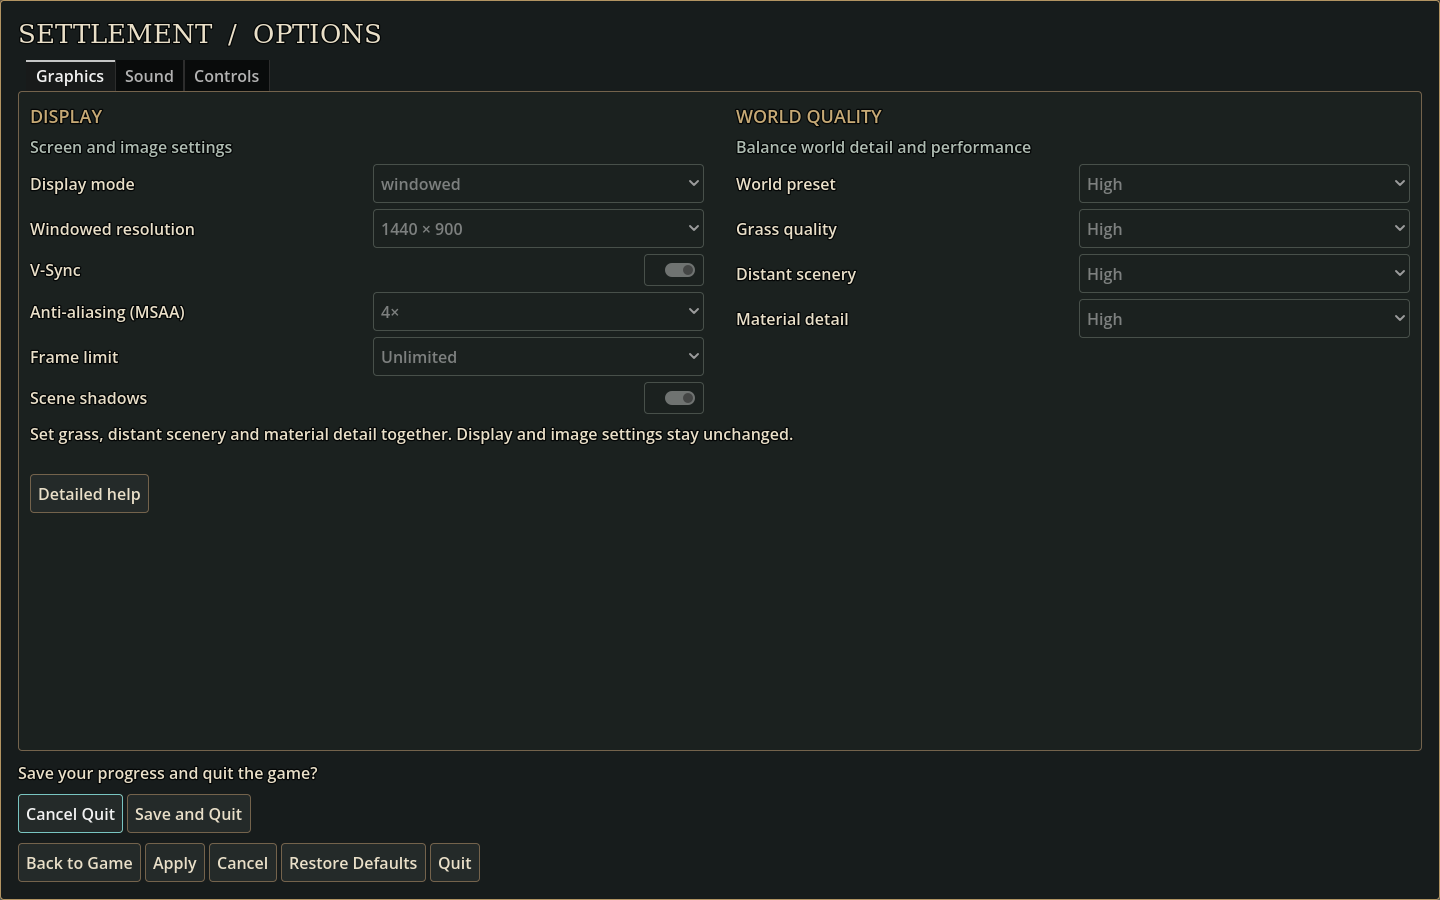 SETTLEMENT / OPTIONS
Graphics
Sound
Controls
DISPLAY
Screen and image settings
Display mode
windowed
Windowed resolution
1440 × 900
V-Sync
Anti-aliasing (MSAA)
4×
Frame limit
Unlimited
Scene shadows
WORLD QUALITY
Balance world detail and performance
World preset
High
Grass quality
High
Distant scenery
High
Material detail
High
Set grass, distant scenery and material detail together. Display and image settings stay unchanged.
Detailed help
Save your progress and quit the game?
Cancel Quit
Save and Quit
Back to Game
Apply
Cancel
Restore Defaults
Quit